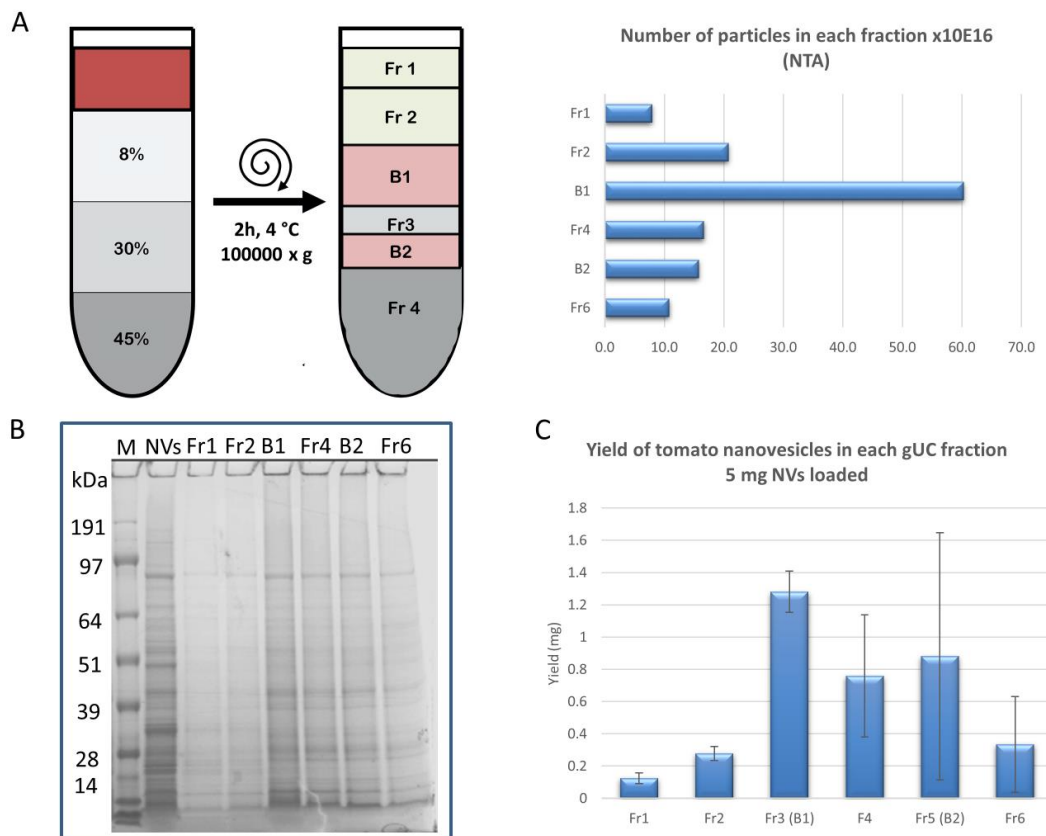 A
8%
30%
45%
2h, 4 °C
100000 x g
Fr 1
Fr 2
B1
Fr3
B2
Fr 4
Number of particles in each fraction x10E16
(NTA)
Fr1
Fr2
B1
Fr4
B2
Fr6
0.0 10.0 20.0 30.0 40.0 50.0 60.0 70.0
B
M NVs Fr1 Fr2 B1 Fr4 B2 Fr6
kDa
191
97
64
51
39
28
14
C
Yield of tomato nanovesicles in each gUC fraction
5 mg NVs loaded
Yield (mg)
1.8
1.6
1.4
1.2
1
0.8
0.6
0.4
0.2
0
Fr1 Fr2 Fr3 (B1) F4 Fr5 (B2) Fr6